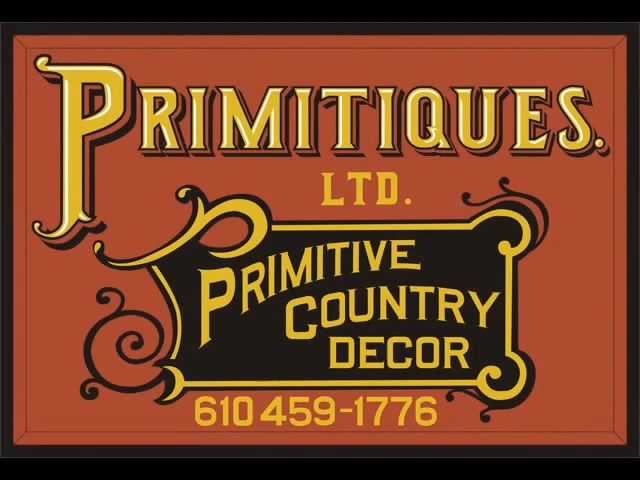 PRIMITIQUES.
LTD.
PRIMITIVE
COUNTRY
DECOR
610 459-1776